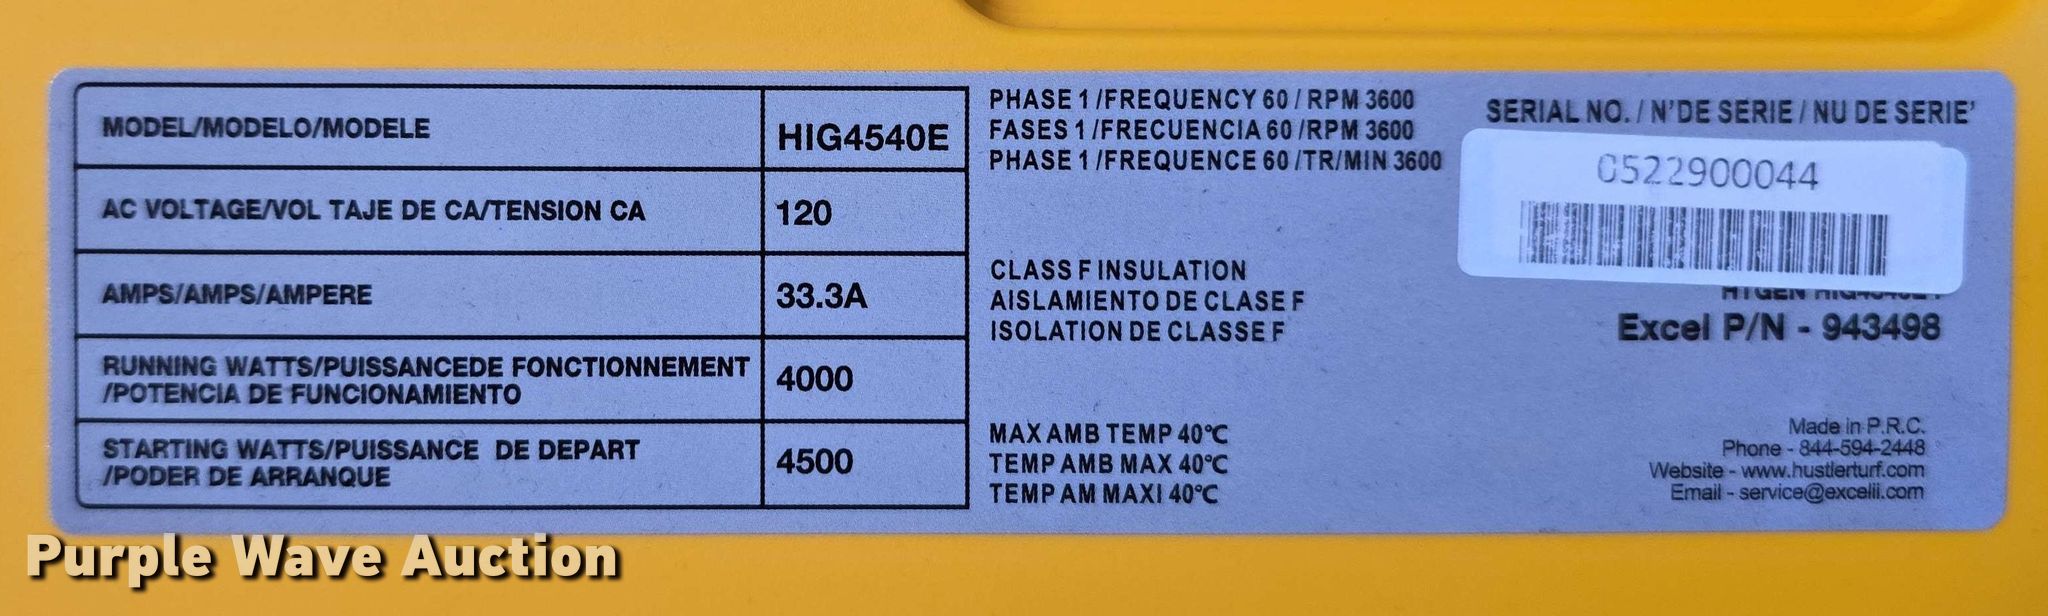 MODEL/MODELO/MODELE
HIG4540E
AC VOLTAGE/VOL TAJE DE CA/TENSION CA
120
AMPS/AMPS/AMPERE
33.3A
RUNNING WATTS/PUISSANCEDE FONCTIONNEMENT
/POTENCIA DE FUNCIONAMIENTO
4000
STARTING WATTS/PUISSANCE DE DEPART
/PODER DE ARRANQUE
4500
PHASE 1/FREQUENCY 60/RPM 3600
FASES 1/FRECUENCIA 60/RPM 3600
PHASE 1/FREQUENCE 60/TR/MIN 3600
CLASS F INSULATION
AISLAMIENTO DE CLASE F
ISOLATION DE CLASSE F
MAX AMB TEMP 40℃
TEMP AMB MAX 40℃
TEMP AM MAXI 40℃
SERIAL NO. / N'DE SERIE / NU DE SERIE'
0522900044
Excel P/N - 943498
Made in P.R.C.
Phone - 844-594-2448
Website - www.hustlerturf.com
Email - service@excelii.com
Purple Wave Auction